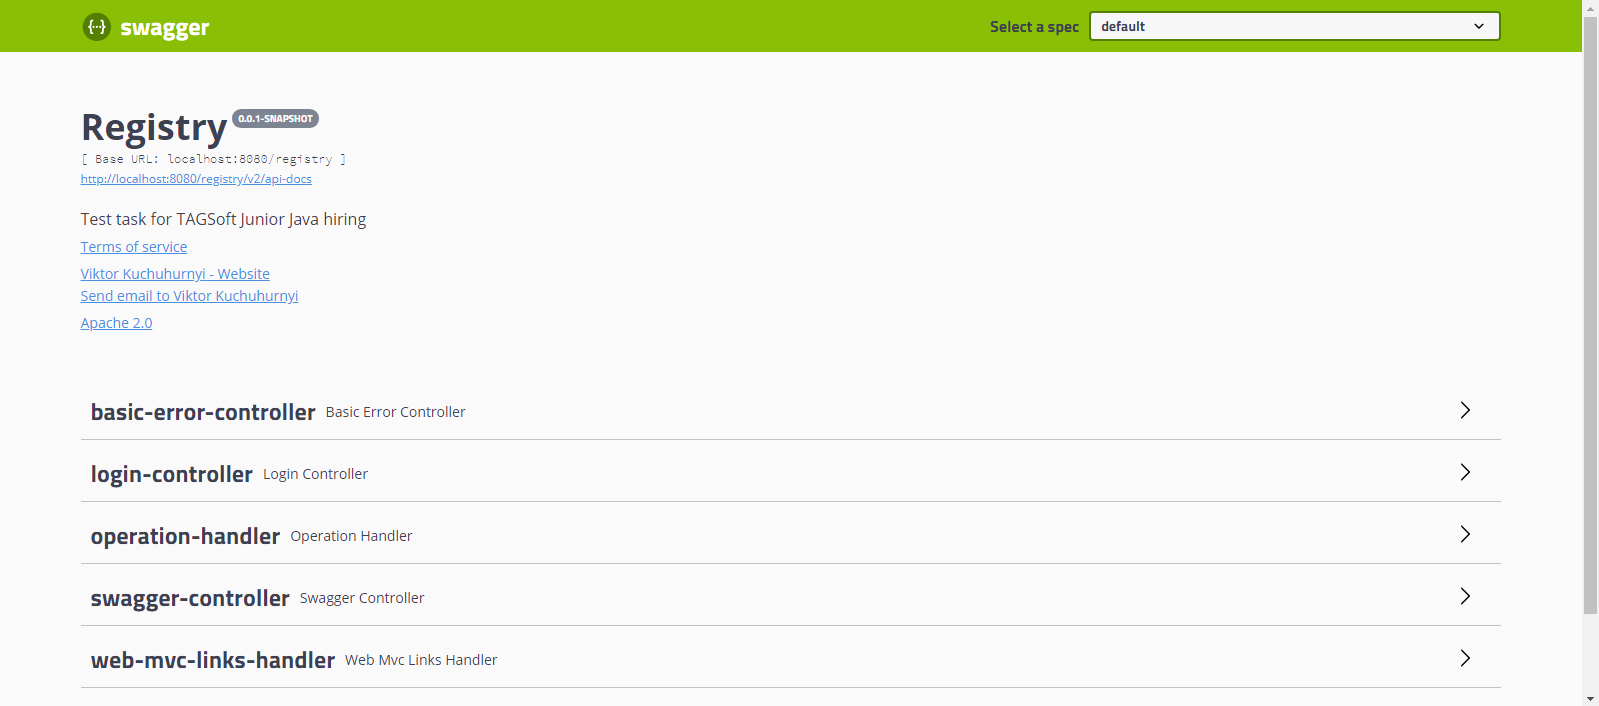 {···} swagger
Select a spec default
Registry 0.0.1-SNAPSHOT
[ Base URL: localhost:8080/registry ]
http://localhost:8080/registry/v2/api-docs
Test task for TAGSoft Junior Java hiring
Terms of service
Viktor Kuchuhurnyi - Website
Send email to Viktor Kuchuhurnyi
Apache 2.0
basic-error-controller Basic Error Controller
login-controller Login Controller
operation-handler Operation Handler
swagger-controller Swagger Controller
web-mvc-links-handler Web Mvc Links Handler